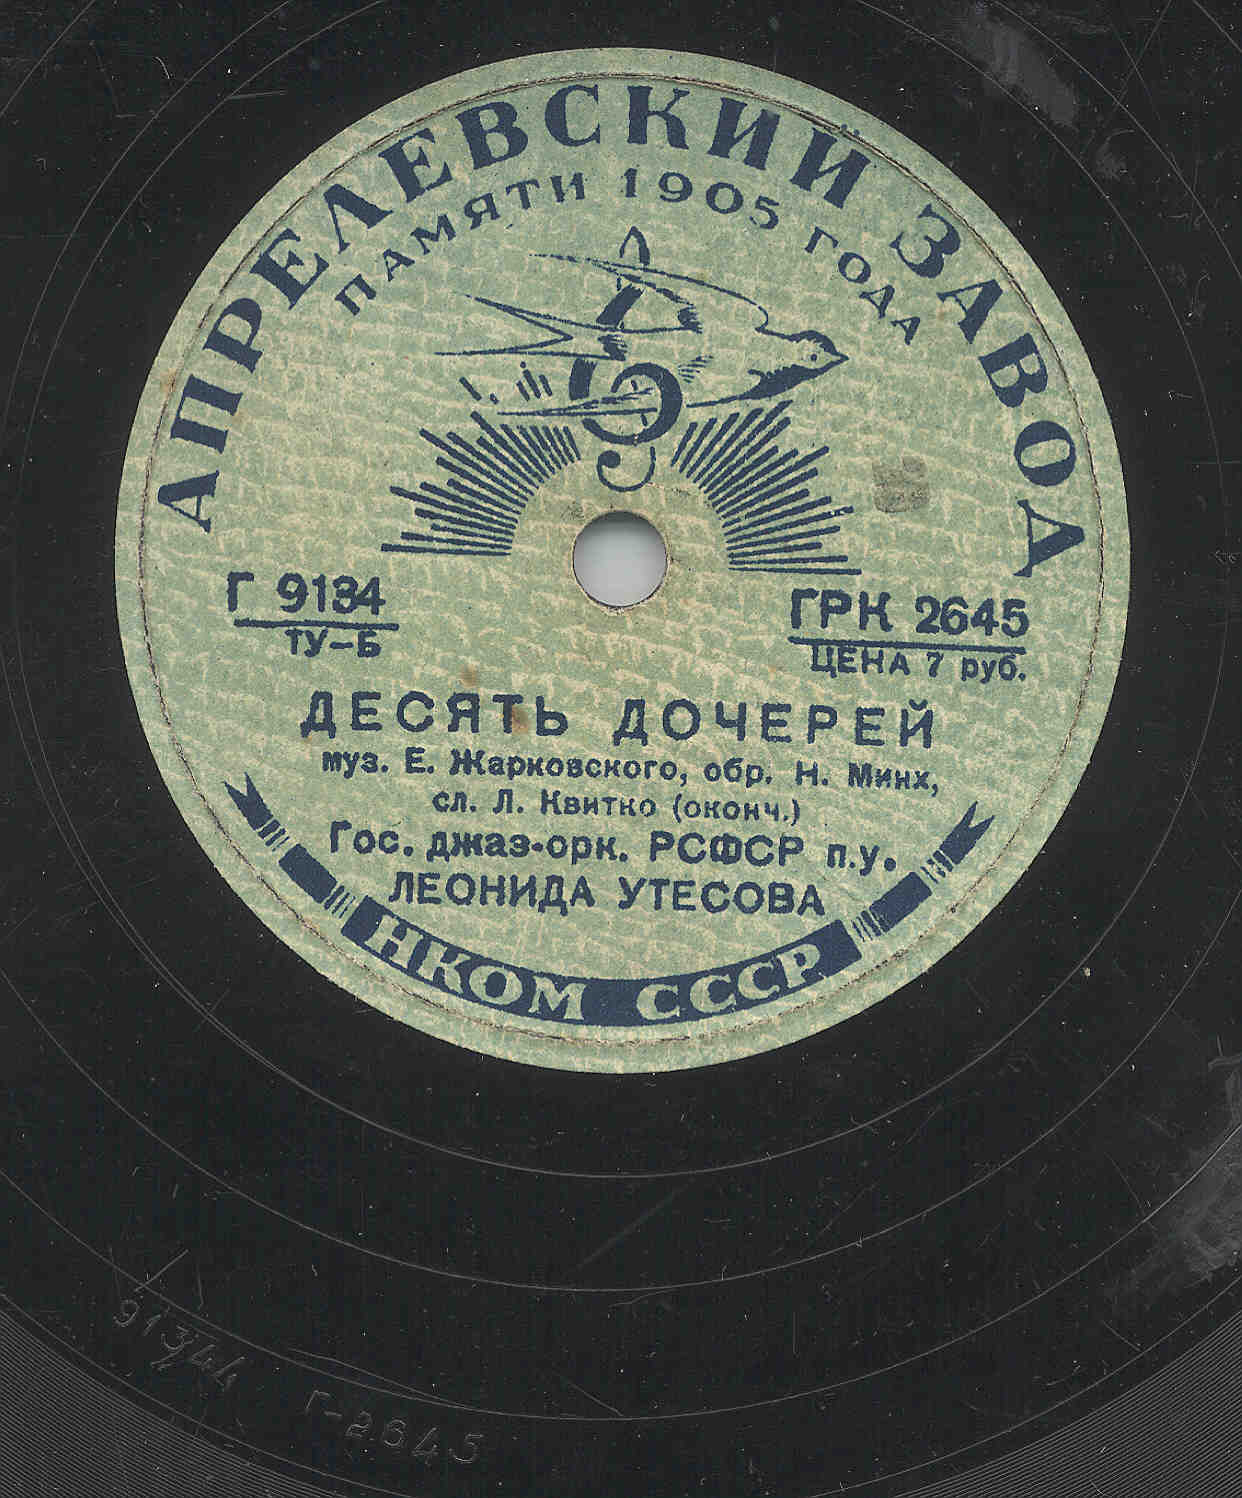 АПРЕЛЕВСКИЙ ЗАВОД
ПАМЯТИ 1905 ГОДА
Г 9134
ТУ–Б
ГРК 2645
ЦЕНА 7 руб.
ДЕСЯТЬ ДОЧЕРЕЙ
муз. Е. Жарковского, обр. Н. Минх,
сл. Л. Квитко (оконч.)
Гос. джаз-орк. РСФСР п.у.
ЛЕОНИДА УТЕСОВА
НКОМ СССР
Г-2645